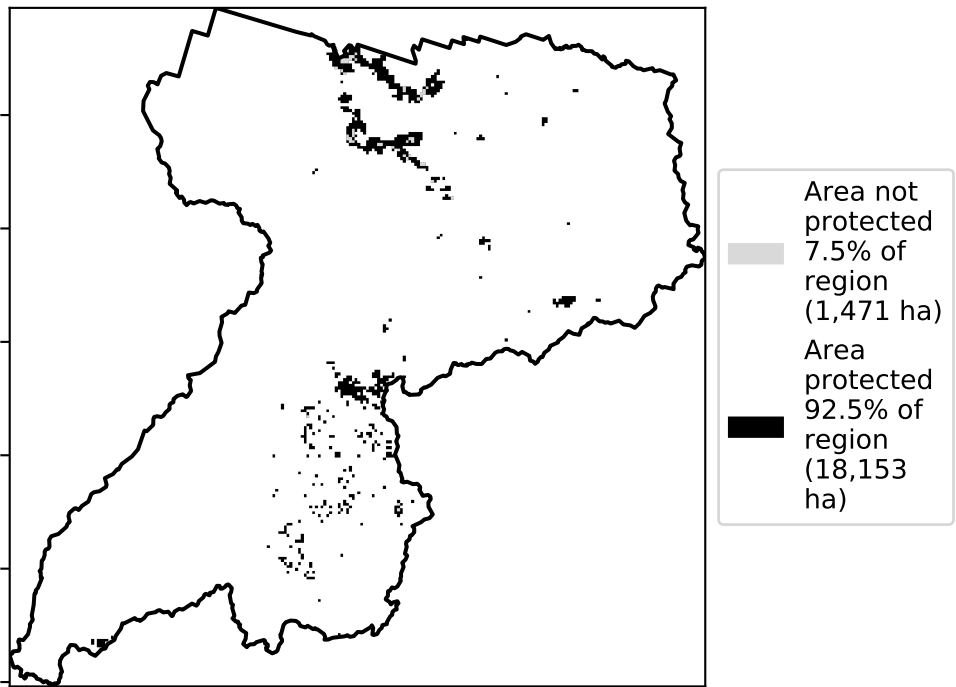 Area not
protected
7.5% of
region
(1,471 ha)
Area
protected
92.5% of
region
(18,153
ha)